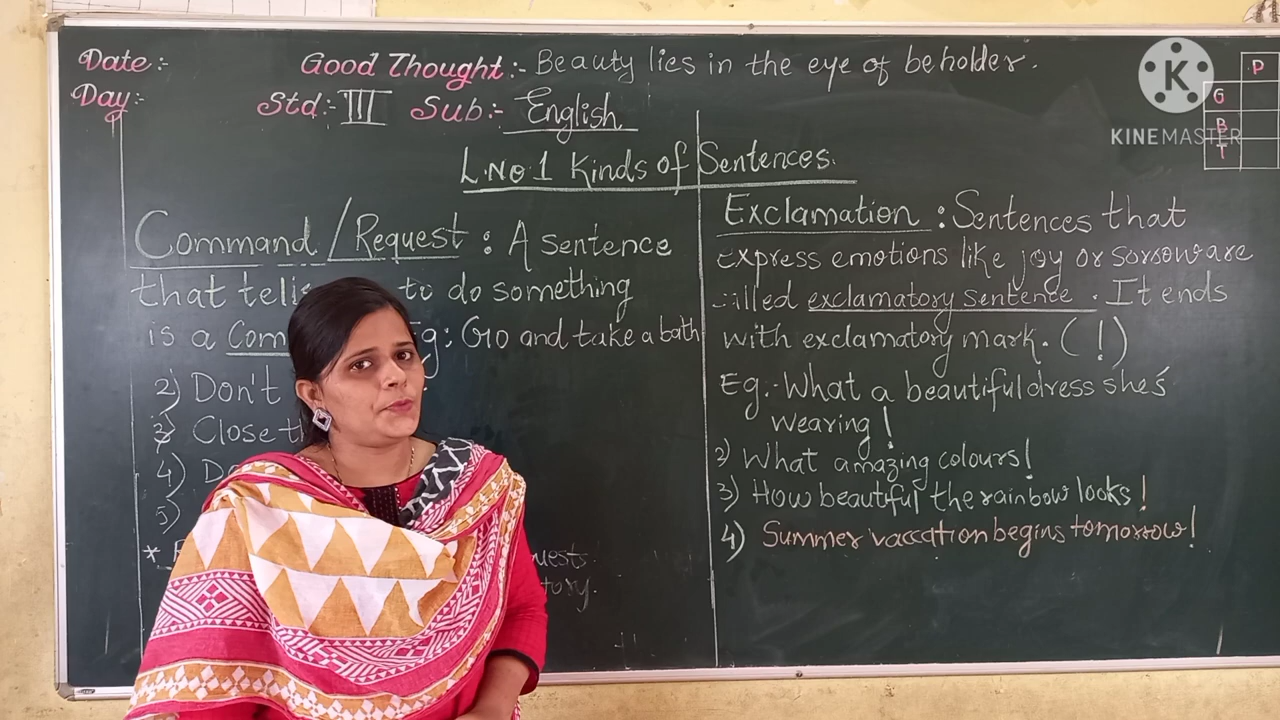 Date:-
Good Thought:- Beauty lies in the eye of beholder.
Day:-
Std:- III Sub:- English
L.No.1 Kinds of Sentences.
Command / Request : A sentence
that tells to do something
is a Com g: Go and take a bath
2) Don't
3) Close t
4) Do
5)
*
uests
tory.
Exclamation : Sentences that
express emotions like joy or sorrow are
called exclamatory sentence. It ends
with exclamatory mark. (!)
Eg.- What a beautiful dress she's
wearing!
2) What amazing colours!
3) How beautiful the rainbow looks!
4) Summer vacation begins tomorrow!
P
G
B
T
K
KINEMASTER